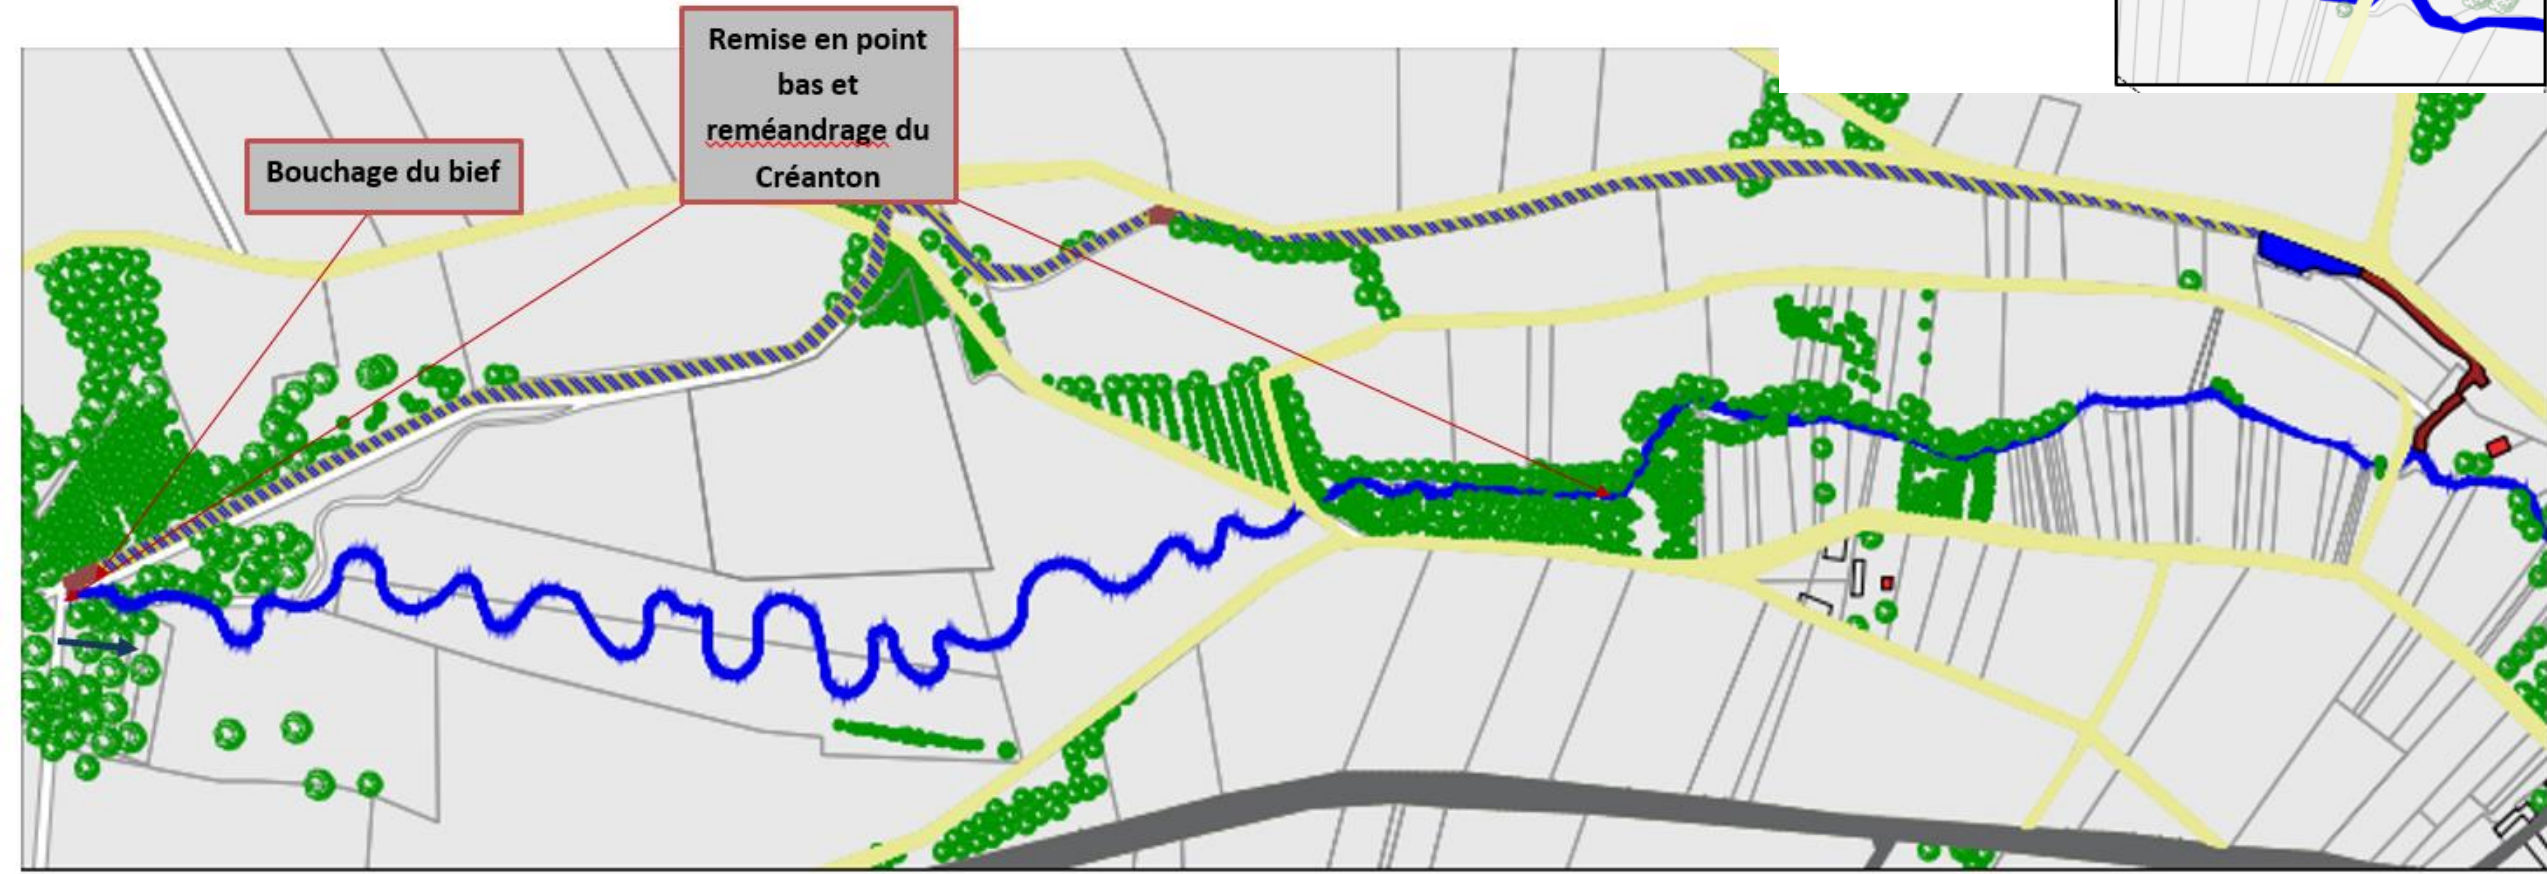 Bouchage du bief
Remise en point
bas et
reméandrage du
Créanton